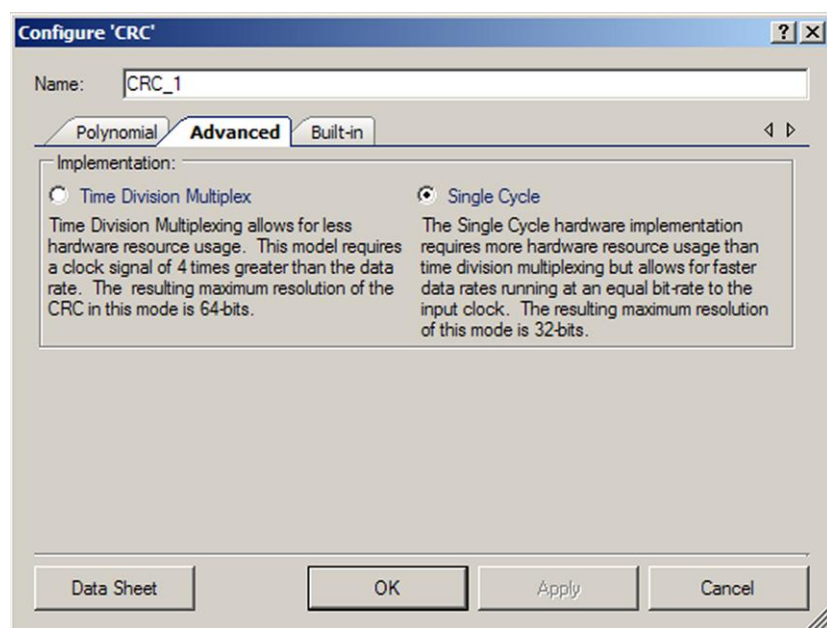 Configure 'CRC'
Name: CRC_1
Polynomial Advanced Built-in
Implementation:
Time Division Multiplex
Time Division Multiplexing allows for less
hardware resource usage. This model requires
a clock signal of 4 times greater than the data
rate. The resulting maximum resolution of the
CRC in this mode is 64-bits.
Single Cycle
The Single Cycle hardware implementation
requires more hardware resource usage than
time division multiplexing but allows for faster
data rates running at an equal bit-rate to the
input clock. The resulting maximum resolution
of this mode is 32-bits.
Data Sheet OK Apply Cancel